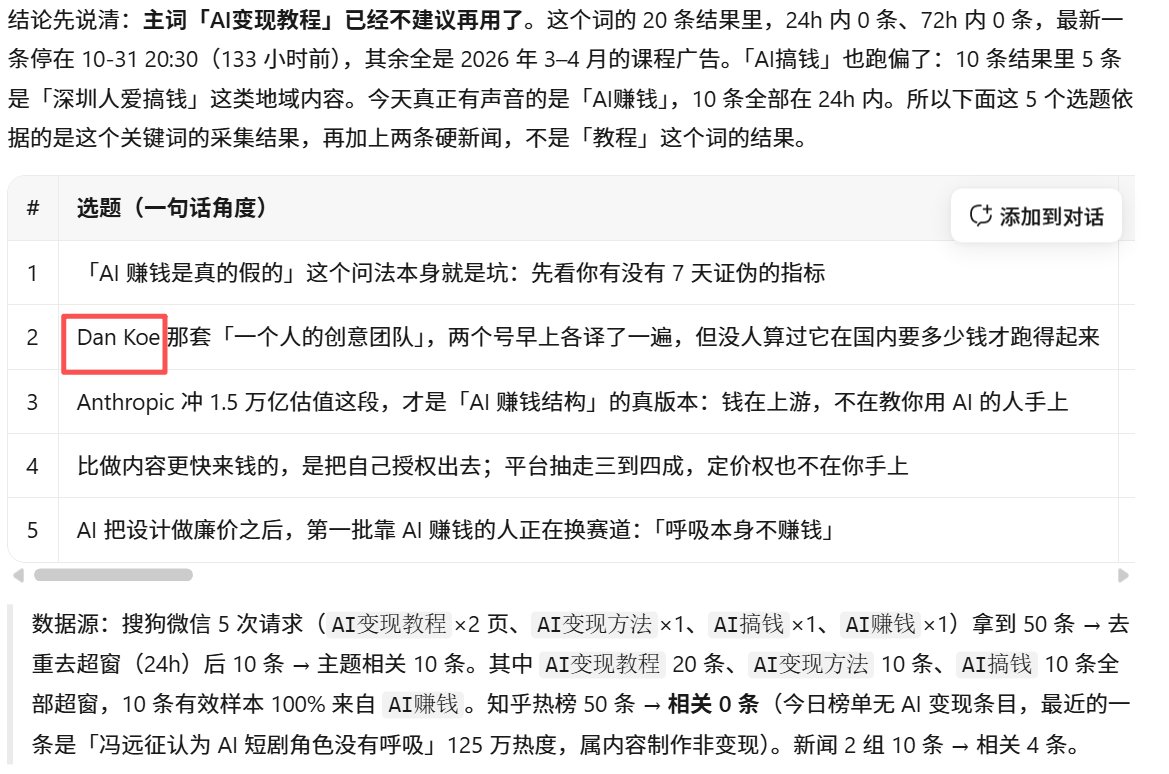 结论先说清：主词「AI变现教程」已经不建议再用了。这个词的 20 条结果里，24h 内 0 条、72h 内 0 条，最新一
条停在 10-31 20:30（133 小时前），其余全是 2026 年 3–4 月的课程广告。「AI搞钱」也跑偏了：10 条结果里 5 条
是「深圳人爱搞钱」这类地域内容。今天真正有声音的是「AI赚钱」，10 条全部在 24h 内。所以下面这 5 个选题依
据的是这个关键词的采集结果，再加上两条硬新闻，不是「教程」这个词的结果。
# 选题（一句话角度）
添加到对话
1 「AI 赚钱是真的假的」这个问法本身就是坑：先看你有没有 7 天证伪的指标
2 Dan Koe 那套「一个人的创意团队」，两个号早上各译了一遍，但没人算过它在国内要多少钱才跑得起来
3 Anthropic 冲 1.5 万亿估值这段，才是「AI 赚钱结构」的真版本：钱在上游，不在教你用 AI 的人手上
4 比做内容更快来钱的，是把自己授权出去；平台抽走三到四成，定价权也不在你手上
5 AI 把设计做廉价之后，第一批靠 AI 赚钱的人正在换赛道：「呼吸本身不赚钱」
数据源：搜狗微信 5 次请求（AI变现教程×2 页、AI变现方法×1、AI搞钱×1、AI赚钱×1）拿到 50 条 → 去
重去超窗（24h）后 10 条 → 主题相关 10 条。其中 AI变现教程 20 条、AI变现方法 10 条、AI搞钱 10 条全
部超窗，10 条有效样本 100% 来自 AI赚钱。知乎热榜 50 条 → 相关 0 条（今日榜单无 AI 变现条目，最近的一
条是「冯远征认为 AI 短剧角色没有呼吸」125 万热度，属内容制作非变现）。新闻 2 组 10 条 → 相关 4 条。